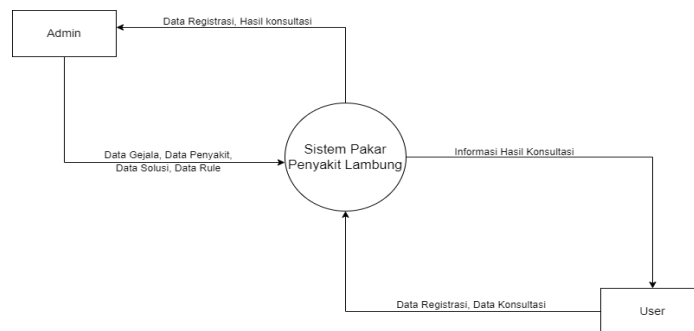 Data Registrasi, Hasil konsultasi
Admin
Sistem Pakar
Penyakit Lambung
Data Gejala, Data Penyakit,
Data Solusi, Data Rule
Informasi Hasil Konsultasi
Data Registrasi, Data Konsultasi
User